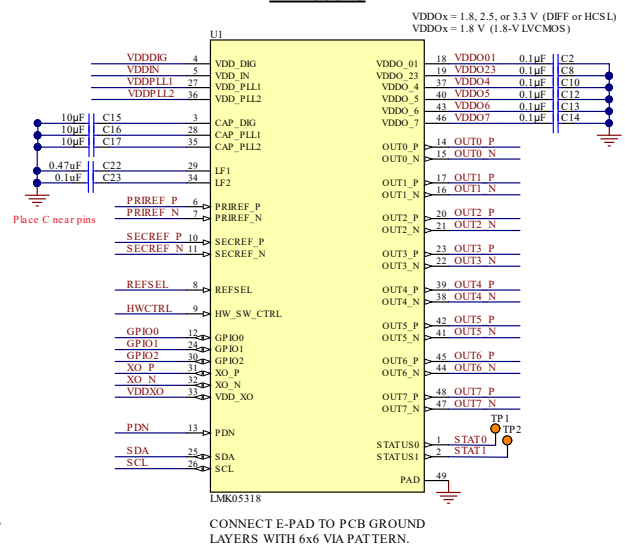 VDDOx = 1.8, 2.5, or 3.3 V (DIFF or HCSL)
VDDOx = 1.8 V (1.8-V LVCMOS)
U1
VDDDIG 4 VDD_DIG
VDDIN 5 VDD_IN
VDDPLL1 27 VDD_PLL1
VDDPLL2 36 VDD_PLL2
10µF C15 3 CAP_DIG
10µF C16 28 CAP_PLL1
10µF C17 35 CAP_PLL2
0.47uF C22 29 LF1
0.1uF C23 34 LF2
Place C near pins
PRIREF_P 6 PRIREF_P
PRIREF_N 7 PRIREF_N
SECREF_P 10 SECREF_P
SECREF_N 11 SECREF_N
REFSEL 8 REFSEL
HWCTRL 9 HW_SW_CTRL
GPIO0 12 GPIO0
GPIO1 24 GPIO1
GPIO2 30 GPIO2
XO_P 31 XO_P
XO_N 32 XO_N
VDDXO 33 VDD_XO
PDN 13 PDN
SDA 25 SDA
SCL 26 SCL
VDDO_01 18 VDDO01 0.1µF C2
VDDO_23 19 VDDO23 0.1µF C8
VDDO_4 37 VDDO4 0.1µF C10
VDDO_5 40 VDDO5 0.1µF C12
VDDO_6 43 VDDO6 0.1µF C13
VDDO_7 46 VDDO7 0.1µF C14
OUT0_P 14 OUT0_P
OUT0_N 15 OUT0_N
OUT1_P 17 OUT1_P
OUT1_N 16 OUT1_N
OUT2_P 20 OUT2_P
OUT2_N 21 OUT2_N
OUT3_P 23 OUT3_P
OUT3_N 22 OUT3_N
OUT4_P 39 OUT4_P
OUT4_N 38 OUT4_N
OUT5_P 42 OUT5_P
OUT5_N 41 OUT5_N
OUT6_P 45 OUT6_P
OUT6_N 44 OUT6_N
OUT7_P 48 OUT7_P
OUT7_N 47 OUT7_N
TP1
TP2
STATUS0 1 STAT0
STATUS1 2 STAT1
PAD 49
LMK05318
CONNECT E-PAD TO PCB GROUND
LAYERS WITH 6x6 VIA PATTERN.